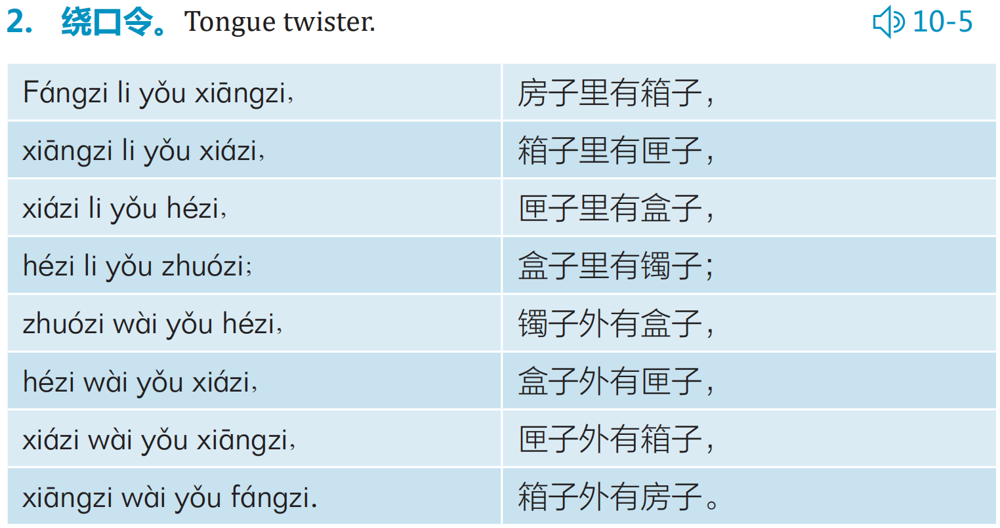 2. 绕口令。Tongue twister. 10-5
Fángzi li yǒu xiāngzi, 房子里有箱子，
xiāngzi li yǒu xiázi, 箱子里有匣子，
xiázi li yǒu hézi, 匣子里有盒子，
hézi li yǒu zhuózi; 盒子里有镯子；
zhuózi wài yǒu hézi, 镯子外有盒子，
hézi wài yǒu xiázi, 盒子外有匣子，
xiázi wài yǒu xiāngzi, 匣子外有箱子，
xiāngzi wài yǒu fángzi. 箱子外有房子。